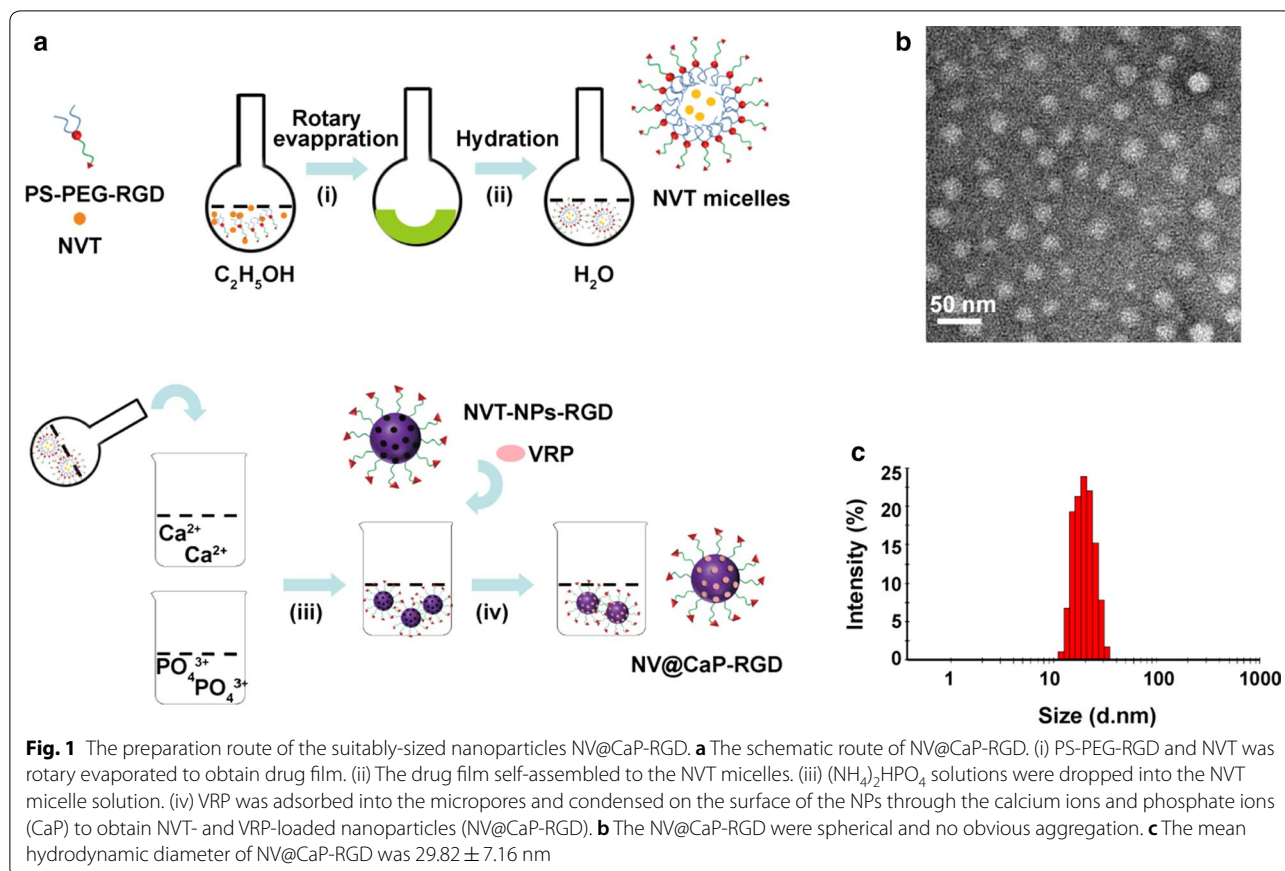 a
PS-PEG-RGD
NVT
Rotary
evappration
(i)
Hydration
(ii)
C₂H₅OH
H₂O
NVT micelles
b
50 nm
Ca²⁺
Ca²⁺
PO₄³⁺
PO₄³⁺
(iii)
NVT-NPs-RGD
VRP
(iv)
NV@CaP-RGD
c
Intensity (%)
25
20
15
10
5
0
1
10
100
1000
Size (d.nm)
Fig. 1 The preparation route of the suitably-sized nanoparticles NV@CaP-RGD. a The schematic route of NV@CaP-RGD. (i) PS-PEG-RGD and NVT was
rotary evaporated to obtain drug film. (ii) The drug film self-assembled to the NVT micelles. (iii) (NH₄)₂HPO₄ solutions were dropped into the NVT
micelle solution. (iv) VRP was adsorbed into the micropores and condensed on the surface of the NPs through the calcium ions and phosphate ions
(CaP) to obtain NVT- and VRP-loaded nanoparticles (NV@CaP-RGD). b The NV@CaP-RGD were spherical and no obvious aggregation. c The mean
hydrodynamic diameter of NV@CaP-RGD was 29.82 ± 7.16 nm